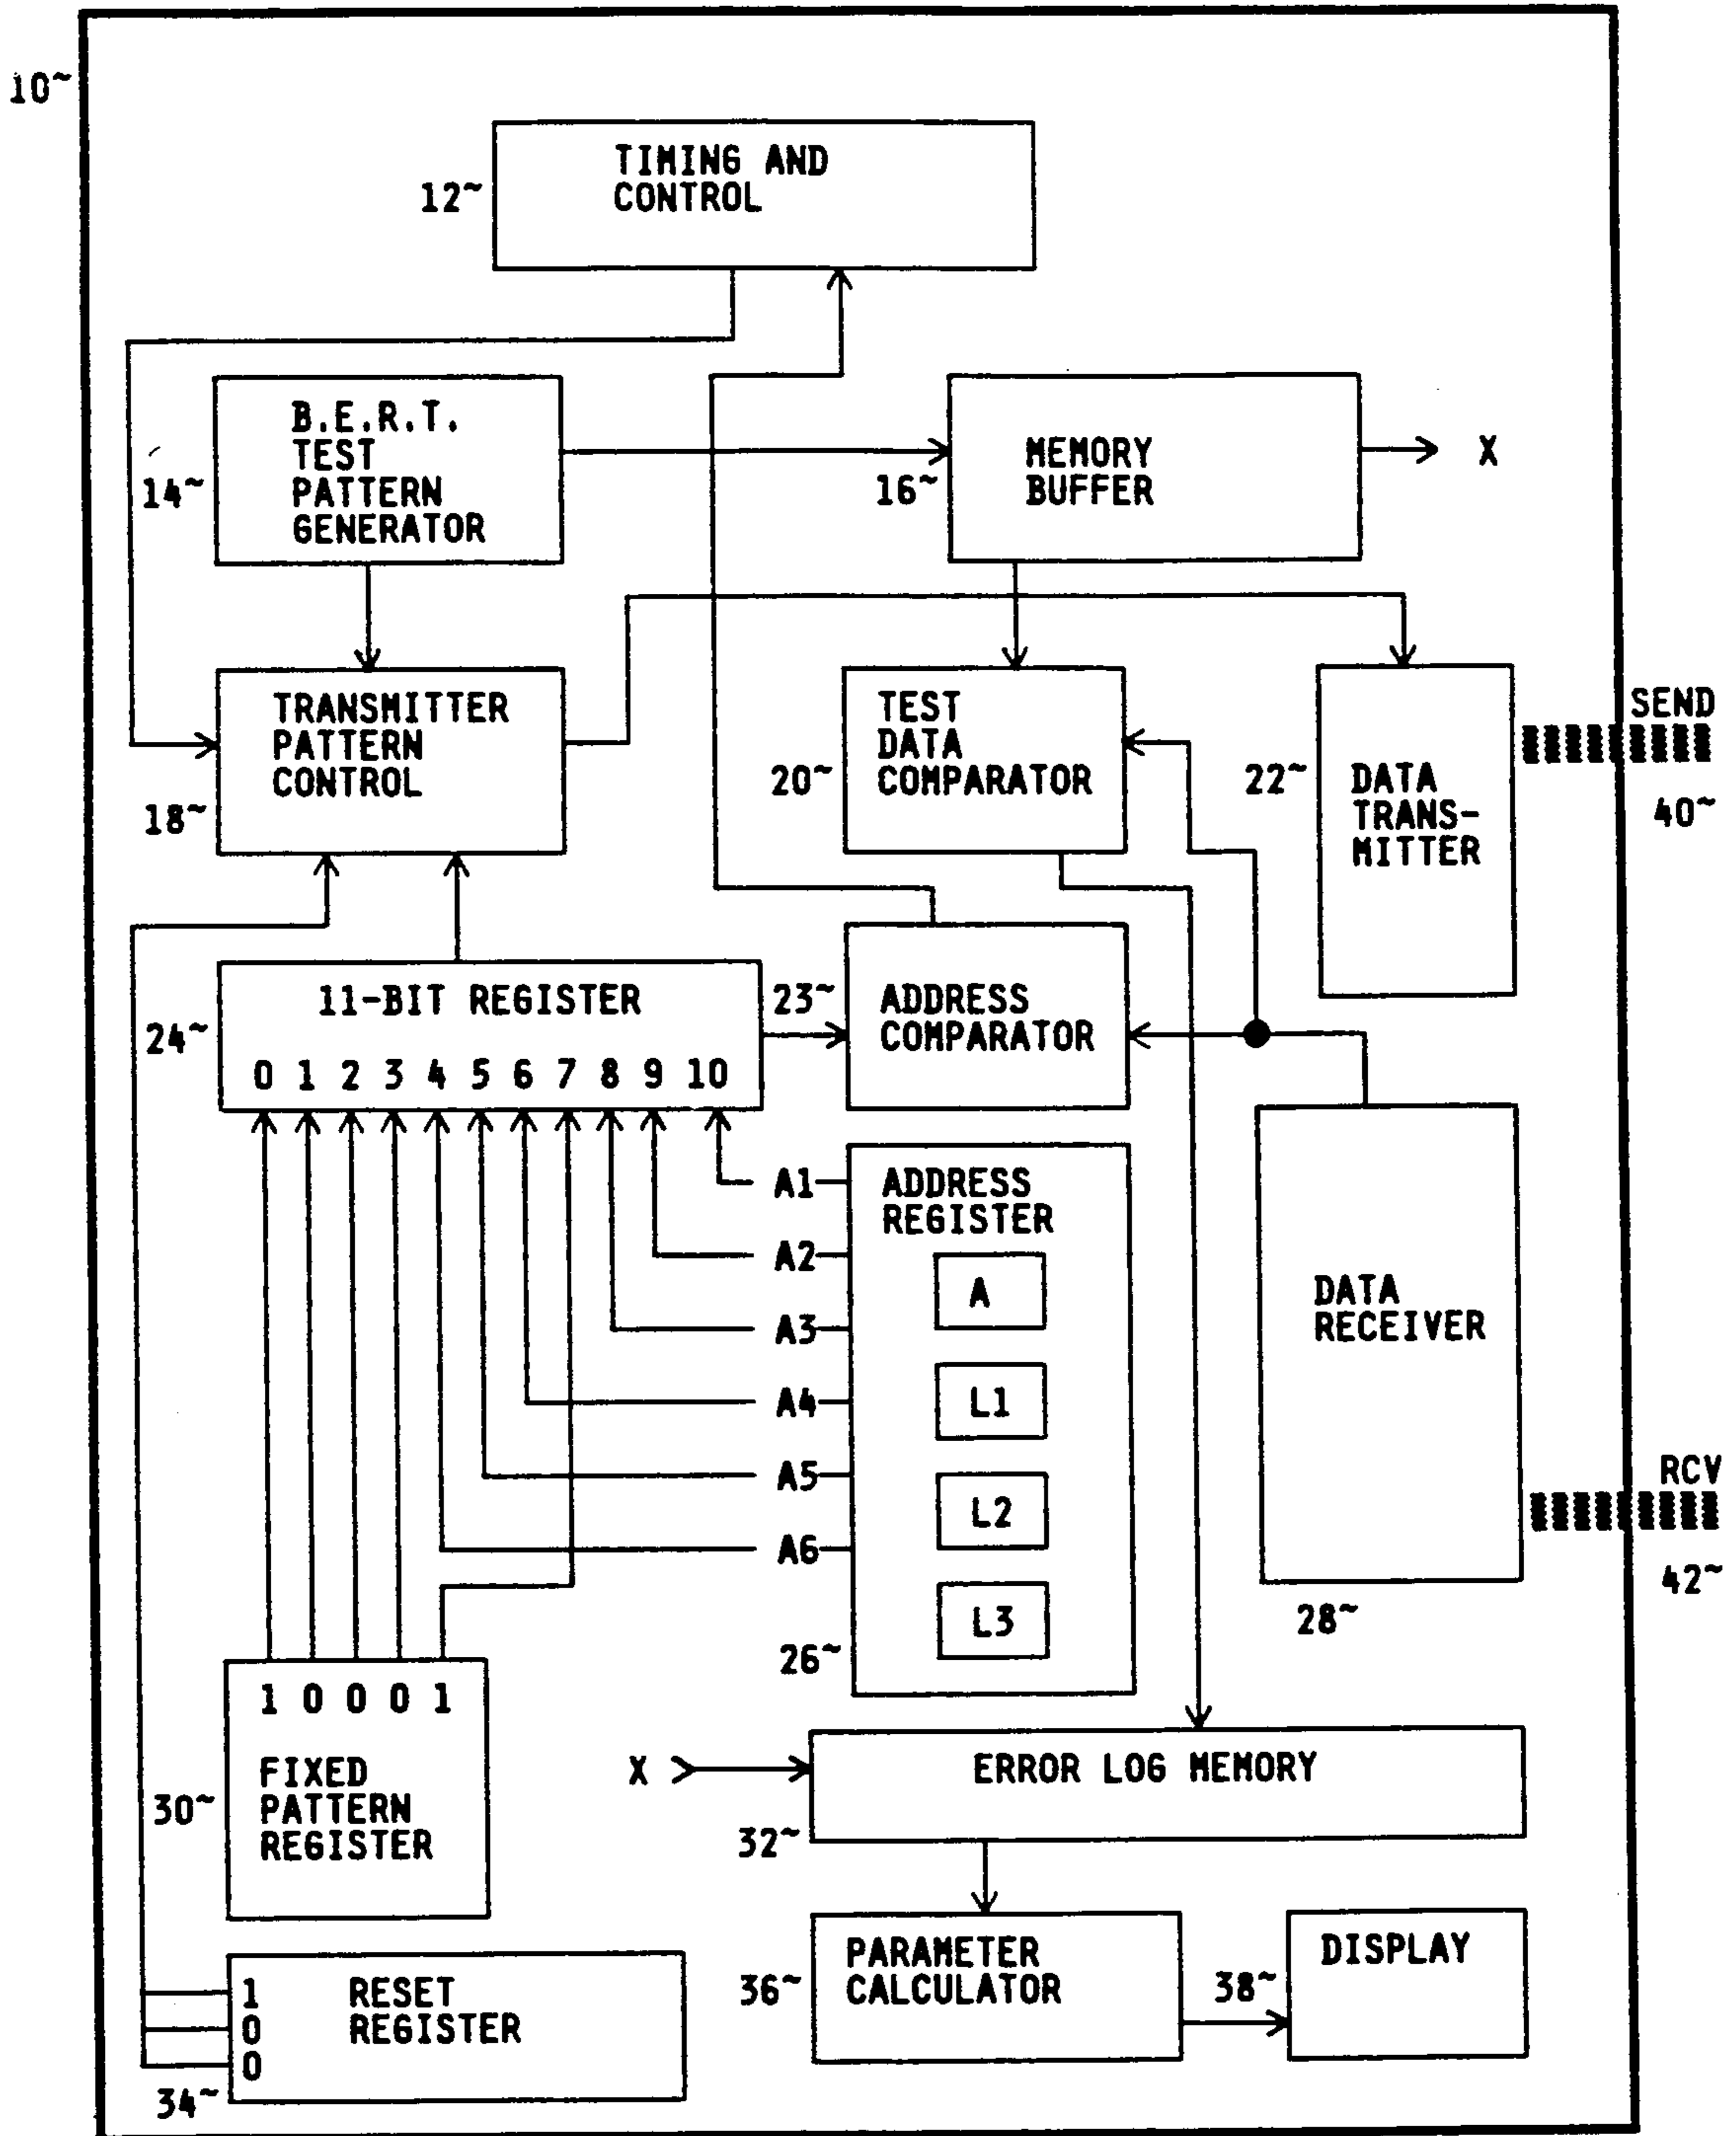 10~
TIMING AND
CONTROL
12~
B.E.R.T.
TEST
PATTERN
GENERATOR
14~
MEMORY
BUFFER
16~
X
TRANSMITTER
PATTERN
CONTROL
18~
TEST
DATA
COMPARATOR
20~
DATA
TRANS-
MITTER
22~
SEND
40~
11-BIT REGISTER
0 1 2 3 4 5 6 7 8 9 10
24~
23~
ADDRESS
COMPARATOR
A1
A2
A3
A4
A5
A6
ADDRESS
REGISTER
A
L1
L2
L3
26~
DATA
RECEIVER
28~
RCV
42~
1 0 0 0 1
FIXED
PATTERN
REGISTER
30~
X
ERROR LOG MEMORY
32~
1
0
0
RESET
REGISTER
34~
PARAMETER
CALCULATOR
36~
DISPLAY
38~